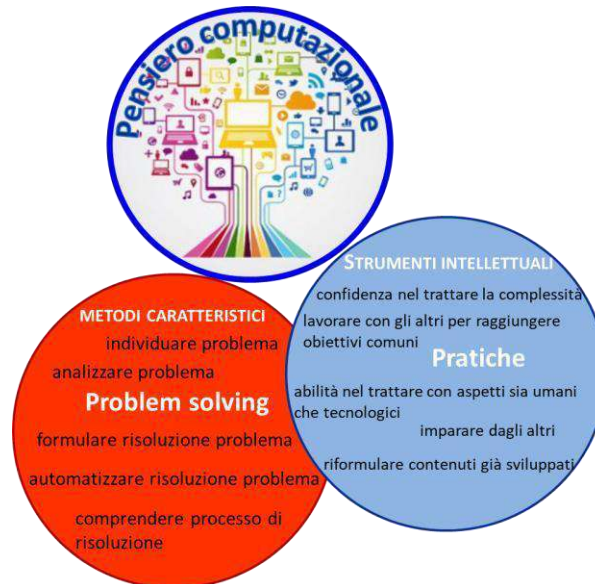 Pensiero computazionale
METODI CARATTERISTICI
individuare problema
analizzare problema
Problem solving
formulare risoluzione problema
automatizzare risoluzione problema
comprendere processo di
risoluzione
STRUMENTI INTELLETTUALI
confidenza nel trattare la complessità
lavorare con gli altri per raggiungere
obiettivi comuni
Pratiche
abilità nel trattare con aspetti sia umani
che tecnologici
imparare dagli altri
riformulare contenuti già sviluppati